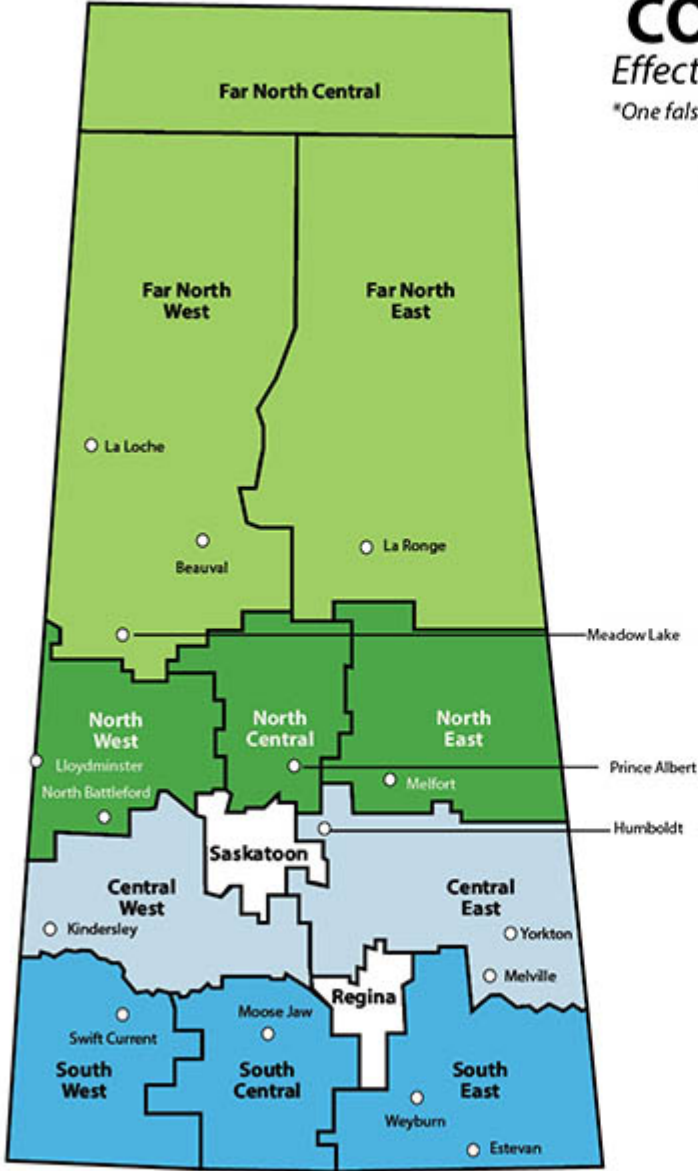 CO
Effect
*One fals
Far North Central
Far North
West
Far North
East
La Loche
Beauval
La Ronge
Meadow Lake
North
West
North
Central
North
East
Lloydminster
Prince Albert
Melfort
North Battleford
Humboldt
Saskatoon
Central
West
Central
East
Kindersley
Yorkton
Melville
Regina
Moose Jaw
Swift Current
South
West
South
Central
South
East
Weyburn
Estevan